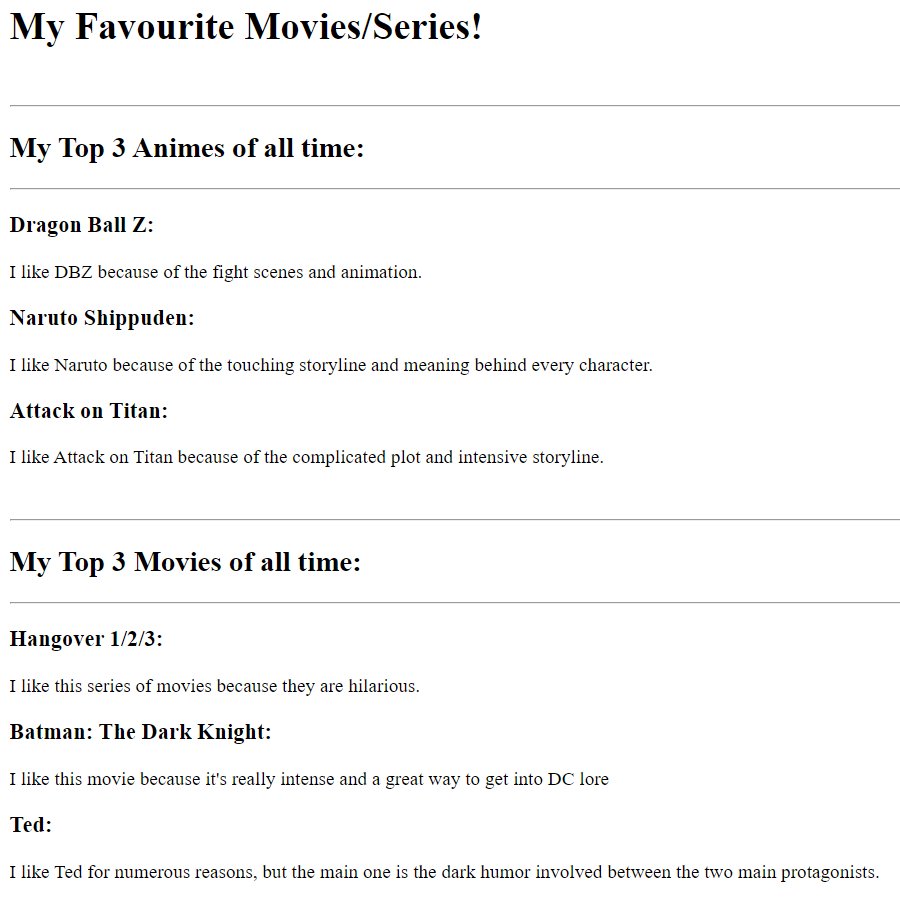 My Favourite Movies/Series!
My Top 3 Animes of all time:
Dragon Ball Z:
I like DBZ because of the fight scenes and animation.
Naruto Shippuden:
I like Naruto because of the touching storyline and meaning behind every character.
Attack on Titan:
I like Attack on Titan because of the complicated plot and intensive storyline.
My Top 3 Movies of all time:
Hangover 1/2/3:
I like this series of movies because they are hilarious.
Batman: The Dark Knight:
I like this movie because it's really intense and a great way to get into DC lore
Ted:
I like Ted for numerous reasons, but the main one is the dark humor involved between the two main protagonists.